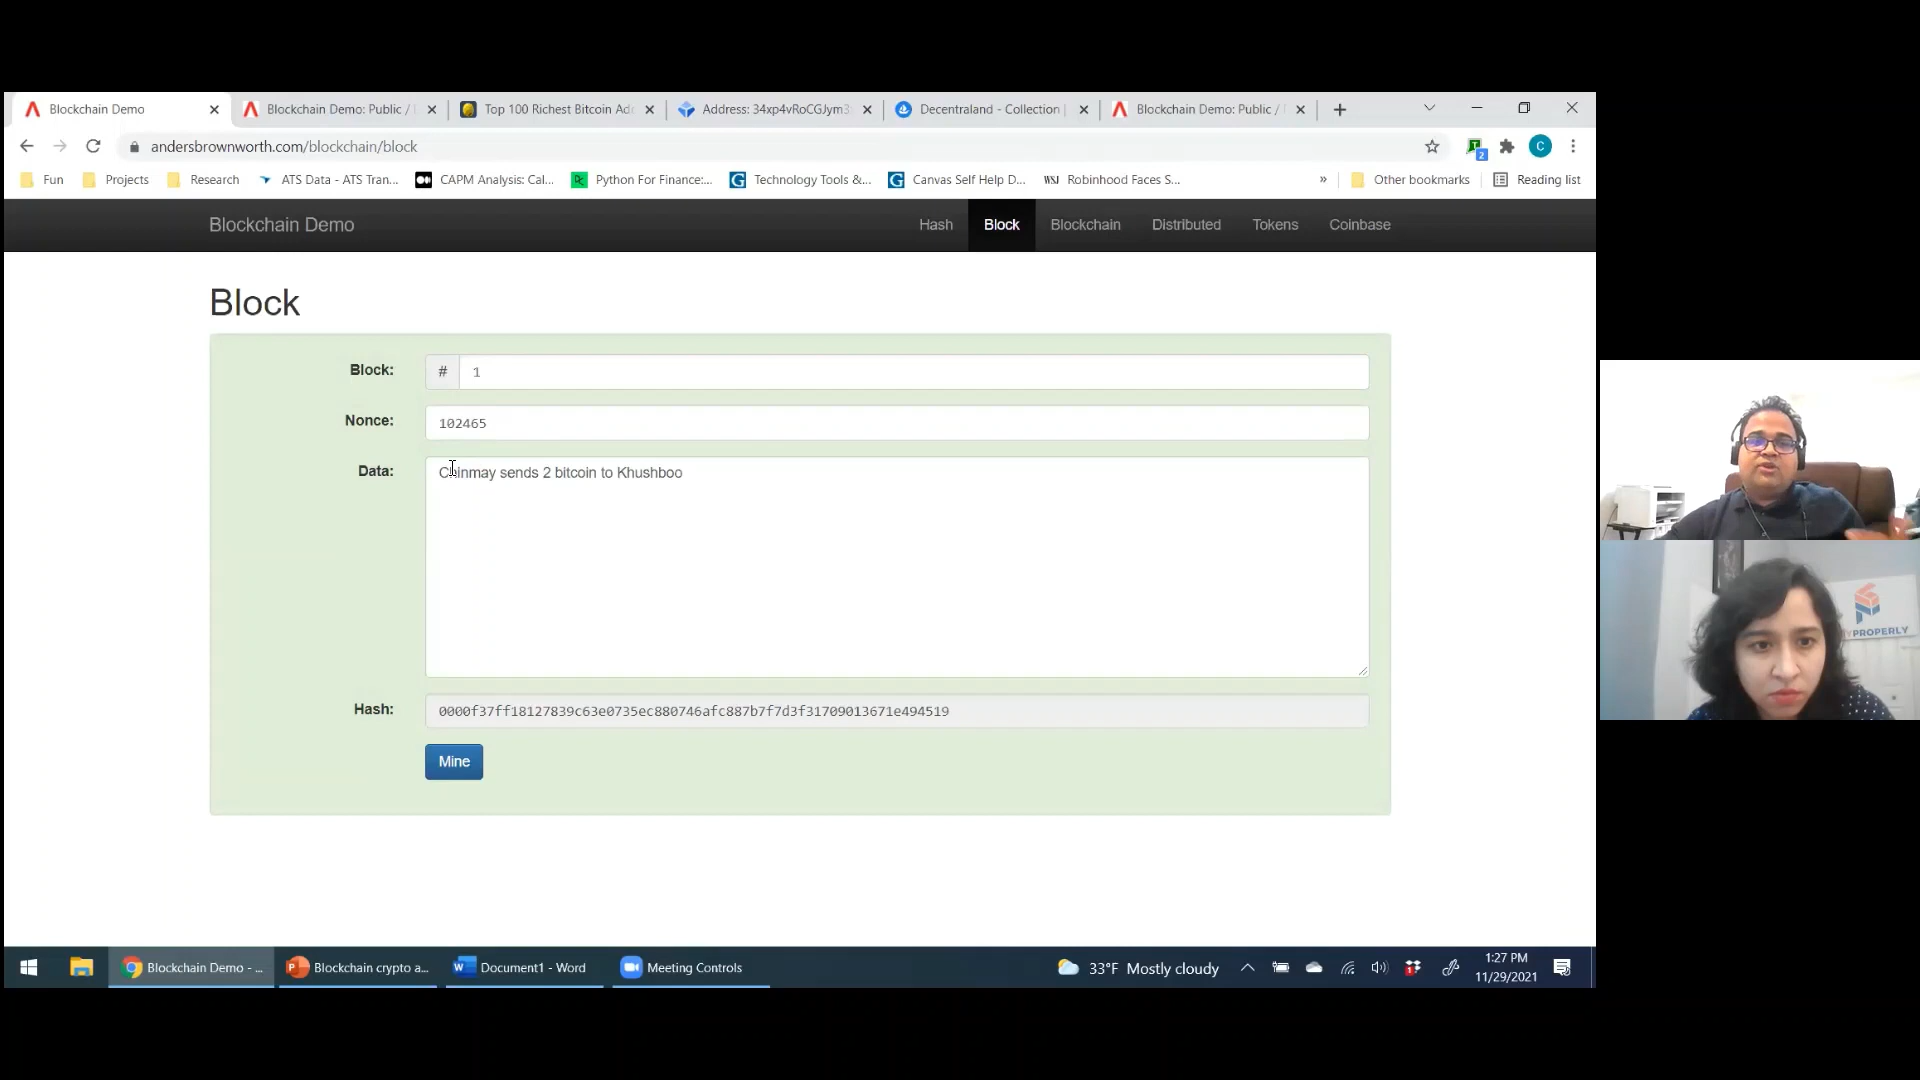 Blockchain Demo
Blockchain Demo: Public /
Top 100 Richest Bitcoin Ad
Address: 34xp4vRoCGJym3
Decentraland - Collection
Blockchain Demo: Public /
andersbrownworth.com/blockchain/block
2
C
Fun
Projects
Research
ATS Data - ATS Tran...
CAPM Analysis: Cal...
Python For Finance:...
Technology Tools &...
Canvas Self Help D...
WSJ Robinhood Faces S...
»
Other bookmarks
Reading list
Blockchain Demo
Hash
Block
Blockchain
Distributed
Tokens
Coinbase
Block
Block:
# 1
Nonce:
102465
Data:
Chinmay sends 2 bitcoin to Khushboo
Hash:
0000f37ff18127839c63e0735ec880746afc887b7f7d3f31709013671e494519
Mine
PROPERLY
Blockchain Demo - ...
Blockchain crypto a...
Document1 - Word
Meeting Controls
33°F Mostly cloudy
1:27 PM
11/29/2021